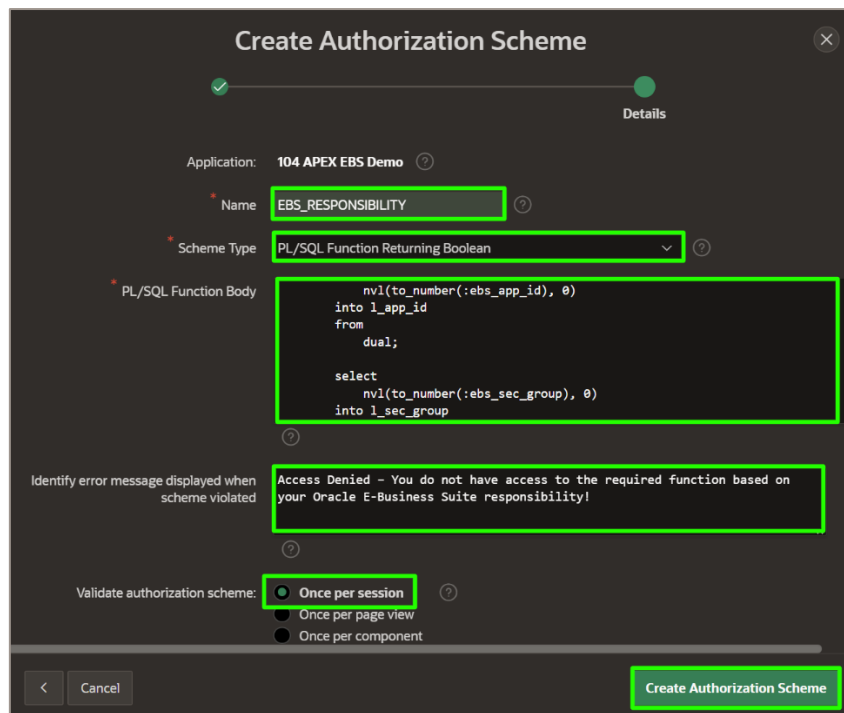 Create Authorization Scheme
Details
Application: 104 APEX EBS Demo ?
* Name EBS_RESPONSIBILITY ?
* Scheme Type PL/SQL Function Returning Boolean ?
* PL/SQL Function Body
nvl(to_number(:ebs_app_id), 0)
into l_app_id
from
dual;
select
nvl(to_number(:ebs_sec_group), 0)
into l_sec_group
?
Identify error message displayed when
scheme violated
Access Denied – You do not have access to the required function based on
your Oracle E-Business Suite responsibility!
?
Validate authorization scheme: Once per session ?
Once per page view
Once per component
< Cancel Create Authorization Scheme